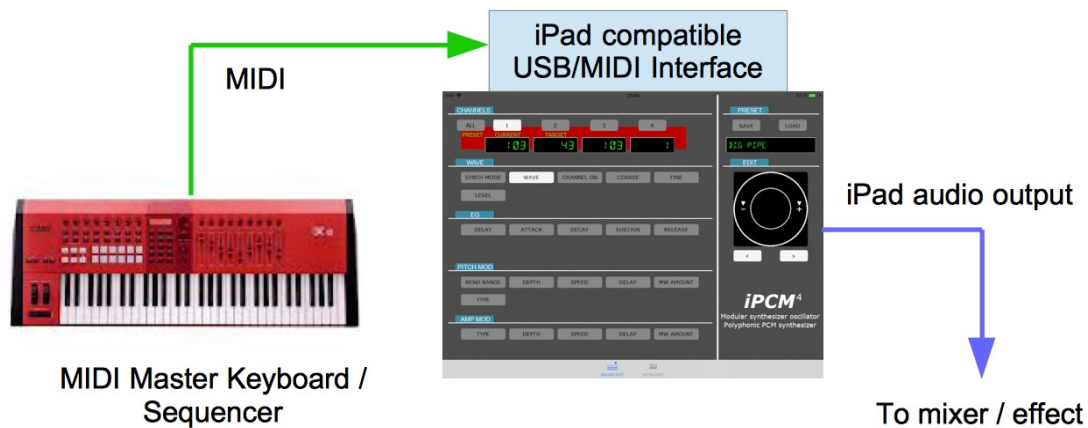 iPad compatible
USB/MIDI Interface
MIDI
CHANNELS
ALL 1 2 3 4
PRESET CURRENT TARGET
103 43 103 1
WAVE
SYNTH MODE WAVE CHANNEL ON COARSE FINE
LEVEL
EG
DELAY ATTACK DECAY SUSTAIN RELEASE
PITCH MOD
BEND RANGE DEPTH SPEED DELAY MW AMOUNT
TYPE
AMP MOD
TYPE DEPTH SPEED DELAY MW AMOUNT
PRESET
SAVE LOAD
BIG PIPE
EDIT
- +
< >
iPCM4
Modular synthesizer oscillator
Polyphonic PCM synthesizer
SOUND EDIT KEYBOARD
iPad audio output
MIDI Master Keyboard /
Sequencer
To mixer / effect